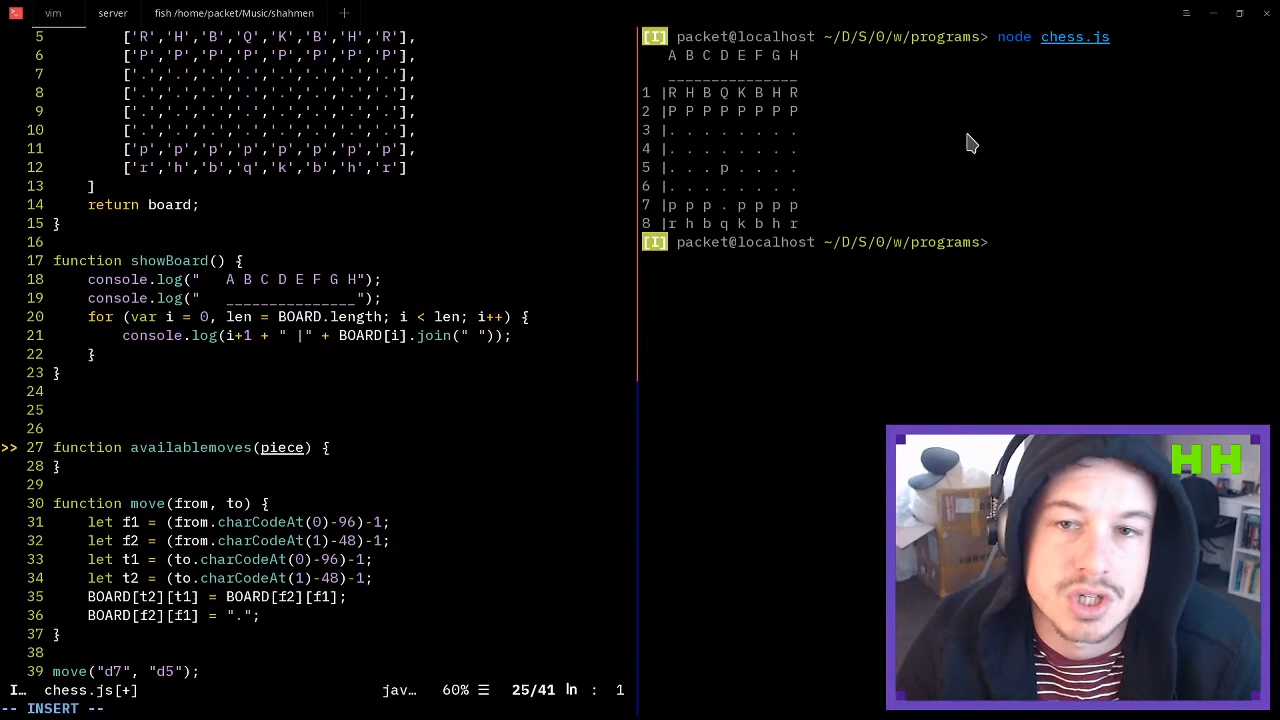 vim server fish /home/packet/Music/shahmen
5 ['R','H','B','Q','K','B','H','R'],
6 ['P','P','P','P','P','P','P','P'],
7 ['.','.','.','.','.','.','.','.'],
8 ['.','.','.','.','.','.','.','.'],
9 ['.','.','.','.','.','.','.','.'],
10 ['.','.','.','.','.','.','.','.'],
11 ['p','p','p','p','p','p','p','p'],
12 ['r','h','b','q','k','b','h','r']
13 ]
14 return board;
15 }
16
17 function showBoard() {
18 console.log("   A B C D E F G H");
19 console.log("   _______________");
20 for (var i = 0, len = BOARD.length; i < len; i++) {
21 console.log(i+1 + " |" + BOARD[i].join(" "));
22 }
23 }
24
25
26
>> 27 function availablemoves(piece) {
28 }
29
30 function move(from, to) {
31 let f1 = (from.charCodeAt(0)-96)-1;
32 let f2 = (from.charCodeAt(1)-48)-1;
33 let t1 = (to.charCodeAt(0)-96)-1;
34 let t2 = (to.charCodeAt(1)-48)-1;
35 BOARD[t2][t1] = BOARD[f2][f1];
36 BOARD[f2][f1] = ".";
37 }
38
39 move("d7", "d5");
I… chess.js[+] jav… 60% ☰ 25/41 ln : 1
-- INSERT --
[I] packet@localhost ~/D/S/0/w/programs> node chess.js
A B C D E F G H
_______________
1 |R H B Q K B H R
2 |P P P P P P P P
3 |. . . . . . . .
4 |. . . . . . . .
5 |. . . p . . . .
6 |. . . . . . . .
7 |p p p . p p p p
8 |r h b q k b h r
[I] packet@localhost ~/D/S/0/w/programs>
HH